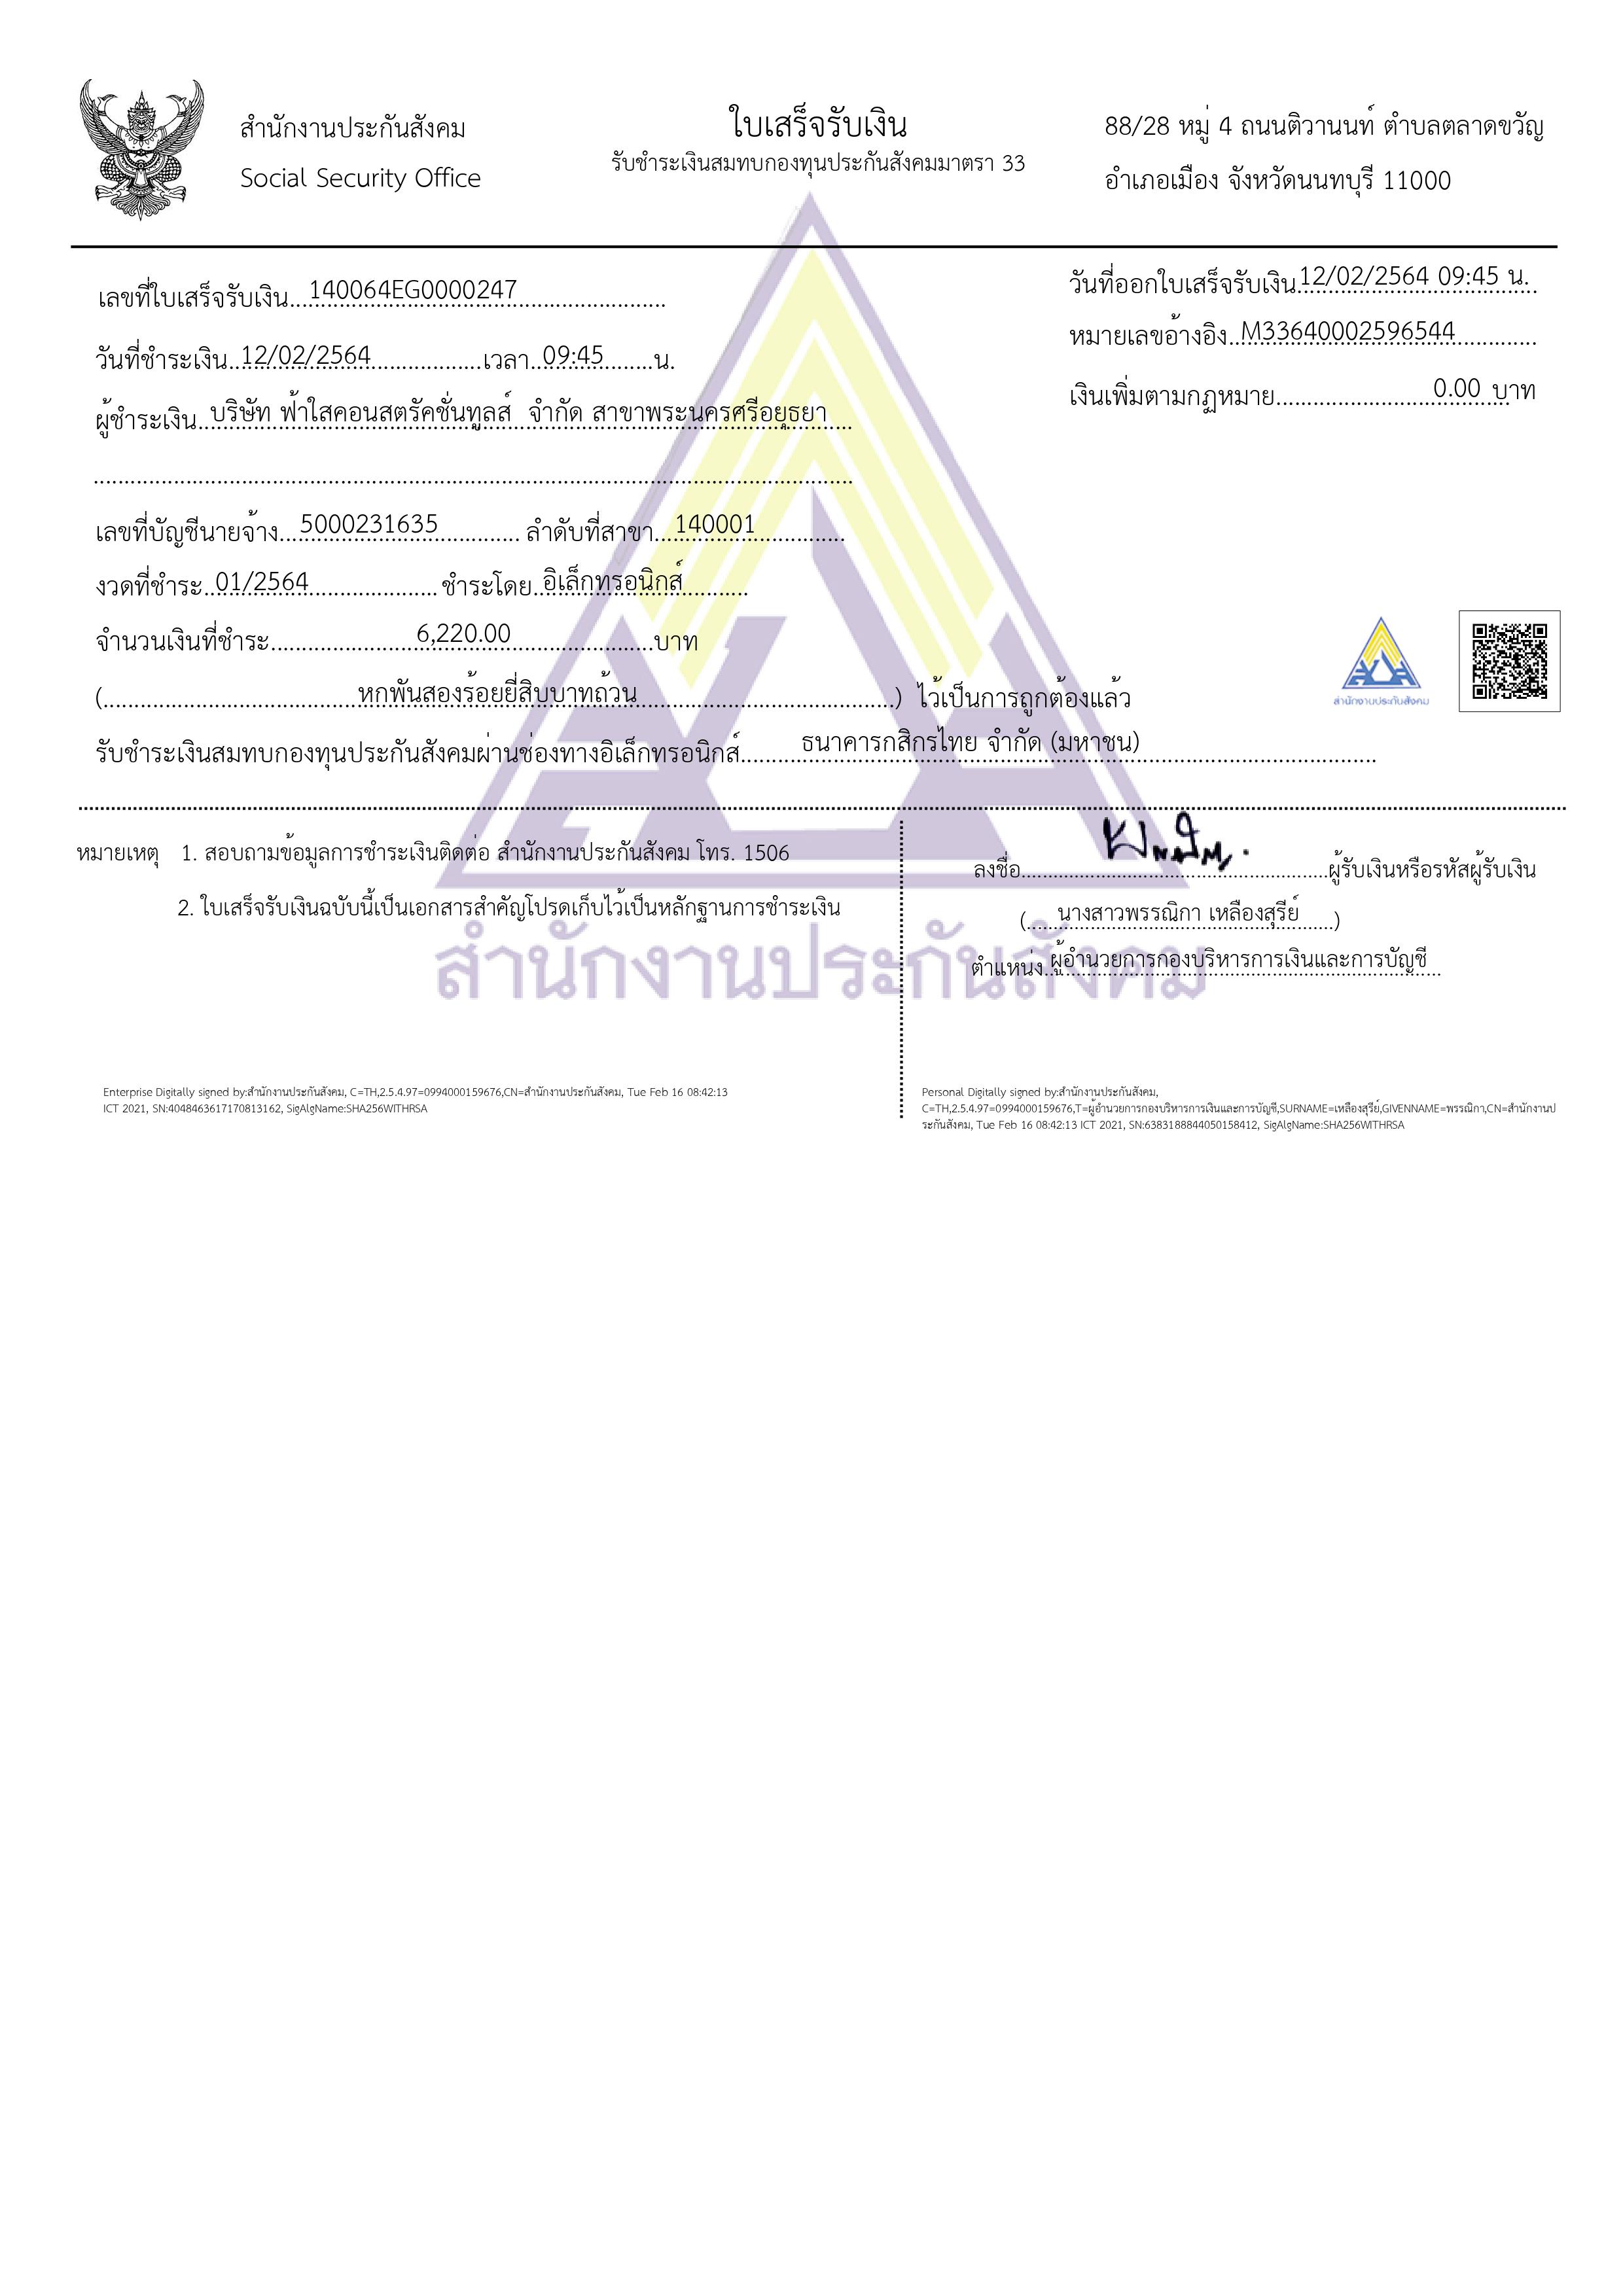 สำนักงานประกันสังคม
Social Security Office
ใบเสร็จรับเงิน
รับชำระเงินสมทบกองทุนประกันสังคมมาตรา 33
88/28 หมู่ 4 ถนนติวานนท์ ตำบลตลาดขวัญ
อำเภอเมือง จังหวัดนนทบุรี 11000
เลขที่ใบเสร็จรับเงิน 140064EG0000247
วันที่ออกใบเสร็จรับเงิน 12/02/2564 09:45 น.
หมายเลขอ้างอิง M33640002596544
วันที่ชำระเงิน 12/02/2564 เวลา 09:45 น.
เงินเพิ่มตามกฎหมาย 0.00 บาท
ผู้ชำระเงิน บริษัท ฟ้าใสคอนสตรัคชั่นทูลส์ จำกัด สาขาพระนครศรีอยุธยา
เลขที่บัญชีนายจ้าง 5000231635 ลำดับที่สาขา 140001
งวดที่ชำระ 01/2564 ชำระโดย อิเล็กทรอนิกส์
จำนวนเงินที่ชำระ 6,220.00 บาท
(หกพันสองร้อยยี่สิบบาทถ้วน) ไว้เป็นการถูกต้องแล้ว
สำนักงานประกันสังคม
รับชำระเงินสมทบกองทุนประกันสังคมผ่านช่องทางอิเล็กทรอนิกส์ ธนาคารกสิกรไทย จำกัด (มหาชน)
หมายเหตุ 1. สอบถามข้อมูลการชำระเงินติดต่อ สำนักงานประกันสังคม โทร. 1506
2. ใบเสร็จรับเงินฉบับนี้เป็นเอกสารสำคัญโปรดเก็บไว้เป็นหลักฐานการชำระเงิน
ลงชื่อ ผู้รับเงินหรือรหัสผู้รับเงิน
(นางสาวพรรณิกา เหลืองสุรีย์)
ตำแหน่ง ผู้อำนวยการกองบริหารการเงินและการบัญชี
สำนักงานประกันสังคม
Enterprise Digitally signed by:สำนักงานประกันสังคม, C=TH,2.5.4.97=0994000159676,CN=สำนักงานประกันสังคม, Tue Feb 16 08:42:13
ICT 2021, SN:4048463617170813162, SigAlgName:SHA256WITHRSA
Personal Digitally signed by:สำนักงานประกันสังคม,
C=TH,2.5.4.97=0994000159676,T=ผู้อำนวยการกองบริหารการเงินและการบัญชี,SURNAME=เหลืองสุรีย์,GIVENNAME=พรรณิกา,CN=สำนักงานป
ระกันสังคม, Tue Feb 16 08:42:13 ICT 2021, SN:6383188844050158412, SigAlgName:SHA256WITHRSA